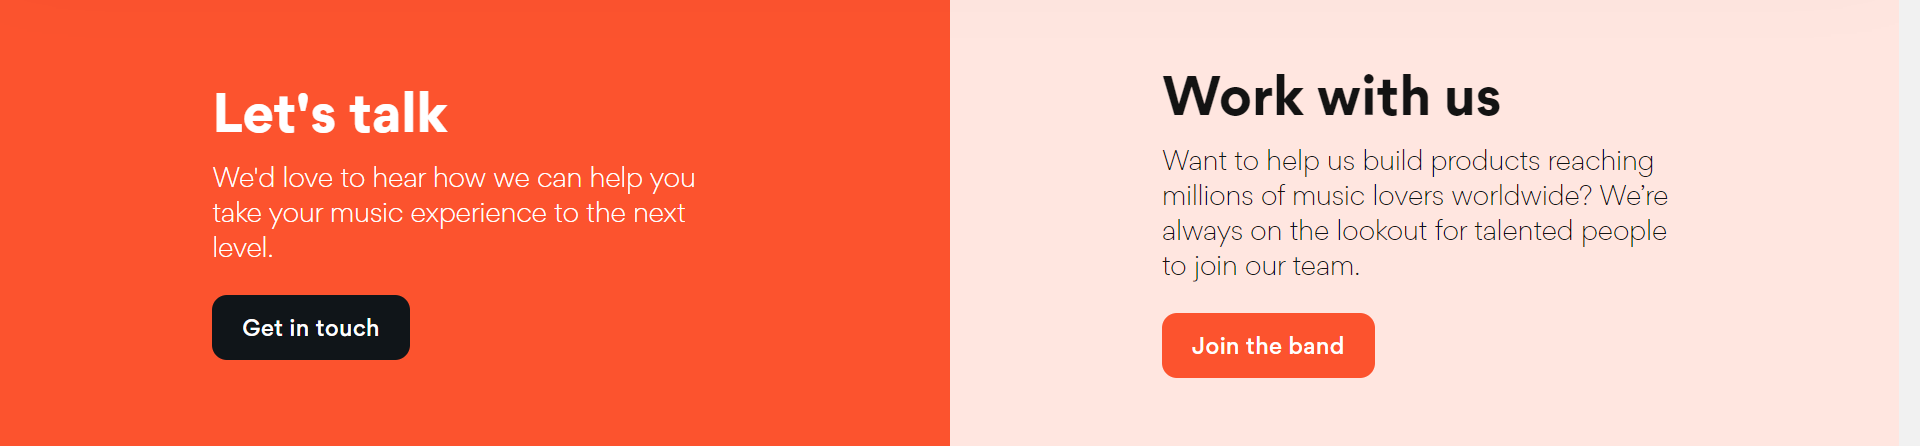 Let's talk
We'd love to hear how we can help you
take your music experience to the next
level.
Get in touch
Work with us
Want to help us build products reaching
millions of music lovers worldwide? We’re
always on the lookout for talented people
to join our team.
Join the band